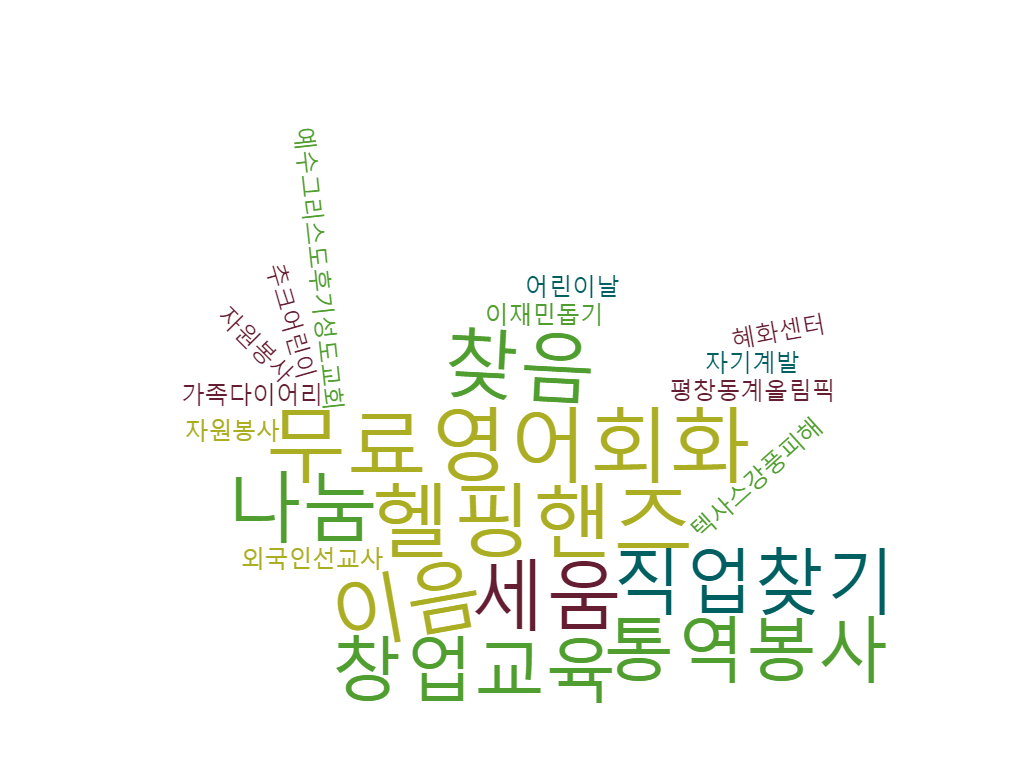 예수그리스도후기성도교회
추크어린이
자원봉사
어린이날
이재민돕기
찾음
혜화센터
자기계발
평창동계올림픽
가족다이어리
자원봉사
무료영어회화
텍사스강풍피해
나눔
헬핑핸즈
외국인선교사
이음
세움
직업찾기
창업교육
통역봉사